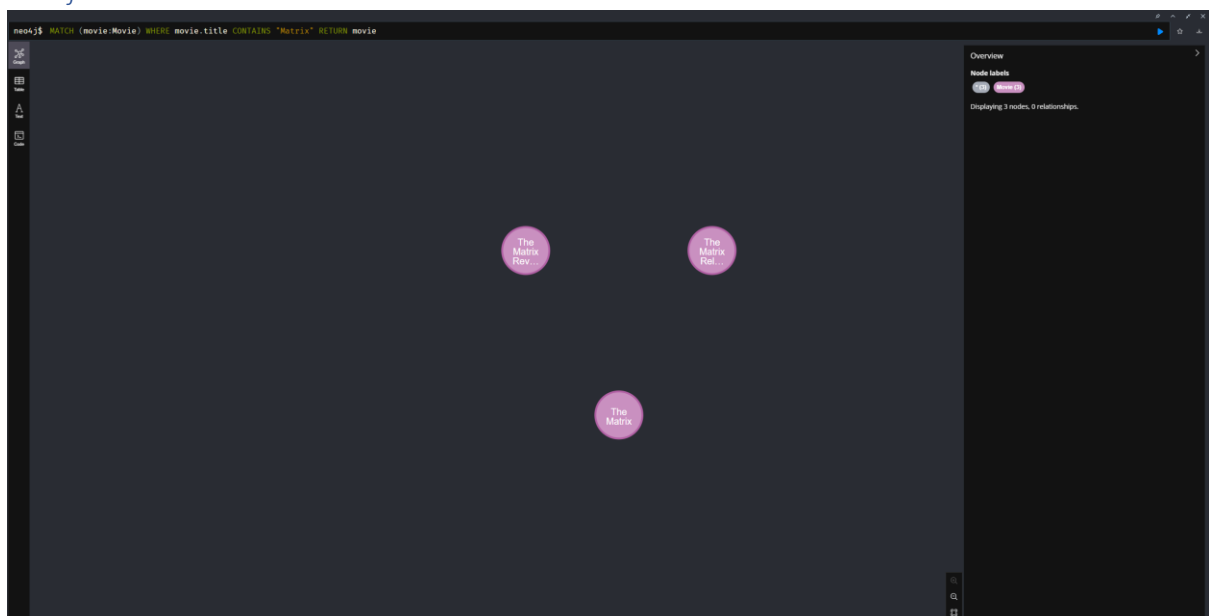 neo4j$ MATCH (movie:Movie) WHERE movie.title CONTAINS 'Matrix' RETURN movie
Graph
Table
Text
Code
The
Matrix
Rev...
The
Matrix
Rel...
The
Matrix
Overview
Node labels
* (3) Movie (3)
Displaying 3 nodes, 0 relationships.